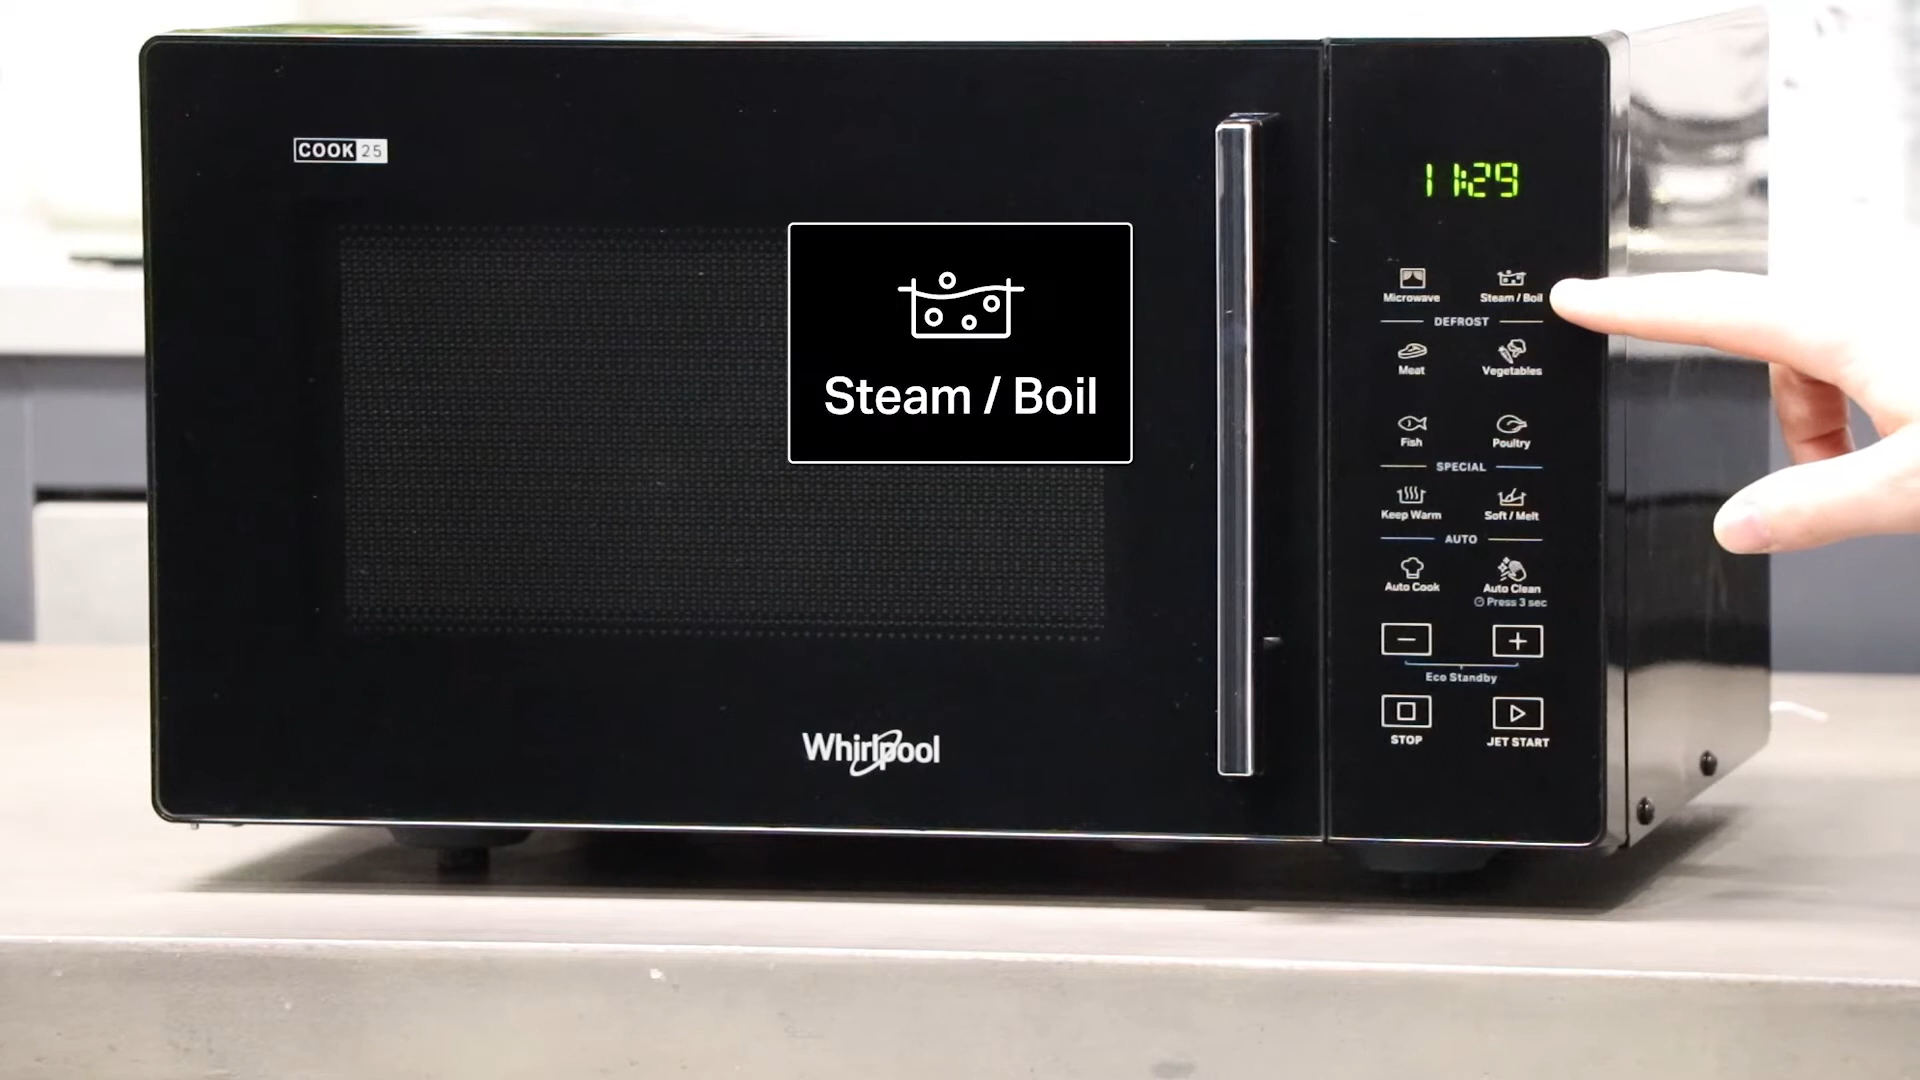 COOK 25
11:29
Steam / Boil
Microwave
Steam / Boil
DEFROST
Meat
Vegetables
Fish
Poultry
SPECIAL
Keep Warm
Soft / Melt
AUTO
Auto Cook
Auto Clean
Press 3 sec
Eco Standby
STOP
JET START
Whirlpool